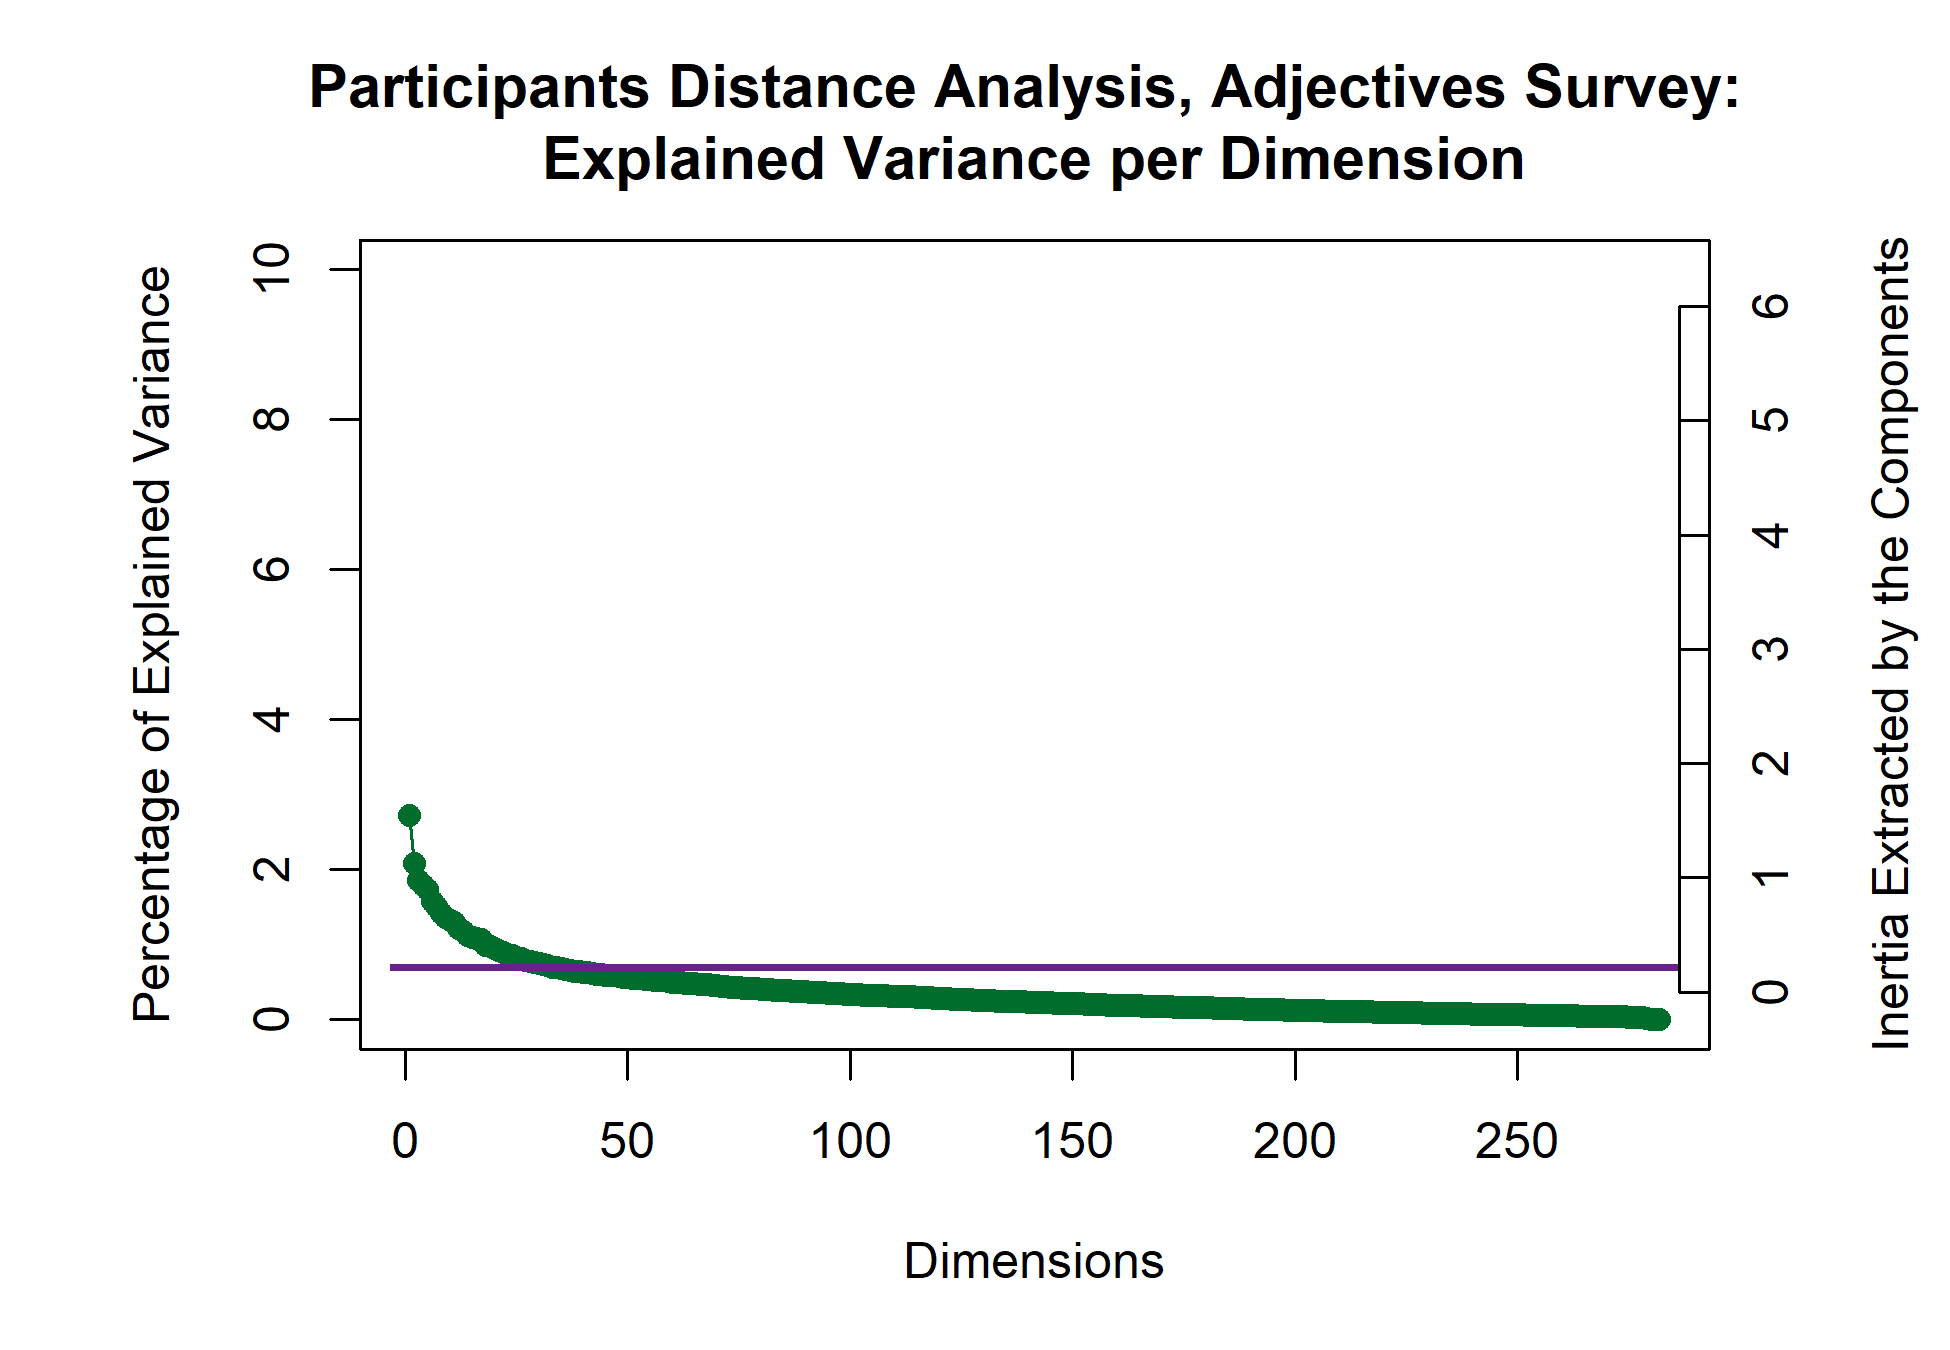 Participants Distance Analysis, Adjectives Survey:
Explained Variance per Dimension
Percentage of Explained Variance
10
8
6
4
2
0
6
5
4
3
2
1
0
Inertia Extracted by the Components
0 50 100 150 200 250
Dimensions